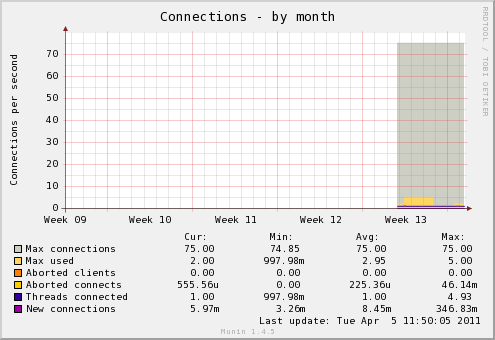 Connections - by month
RRDTOOL / TOBI OETIKER
Connections per second
70
60
50
40
30
20
10
0
Week 09 Week 10 Week 11 Week 12 Week 13
Cur: Min: Avg: Max:
Max connections 75.00 74.85 75.00 75.00
Max used 2.00 997.98m 2.95 5.00
Aborted clients 0.00 0.00 0.00 0.00
Aborted connects 555.56u 0.00 225.36u 46.14m
Threads connected 1.00 997.98m 1.00 4.93
New connections 5.97m 3.26m 8.45m 346.83m
Last update: Tue Apr 5 11:50:05 2011
Munin 1.4.5